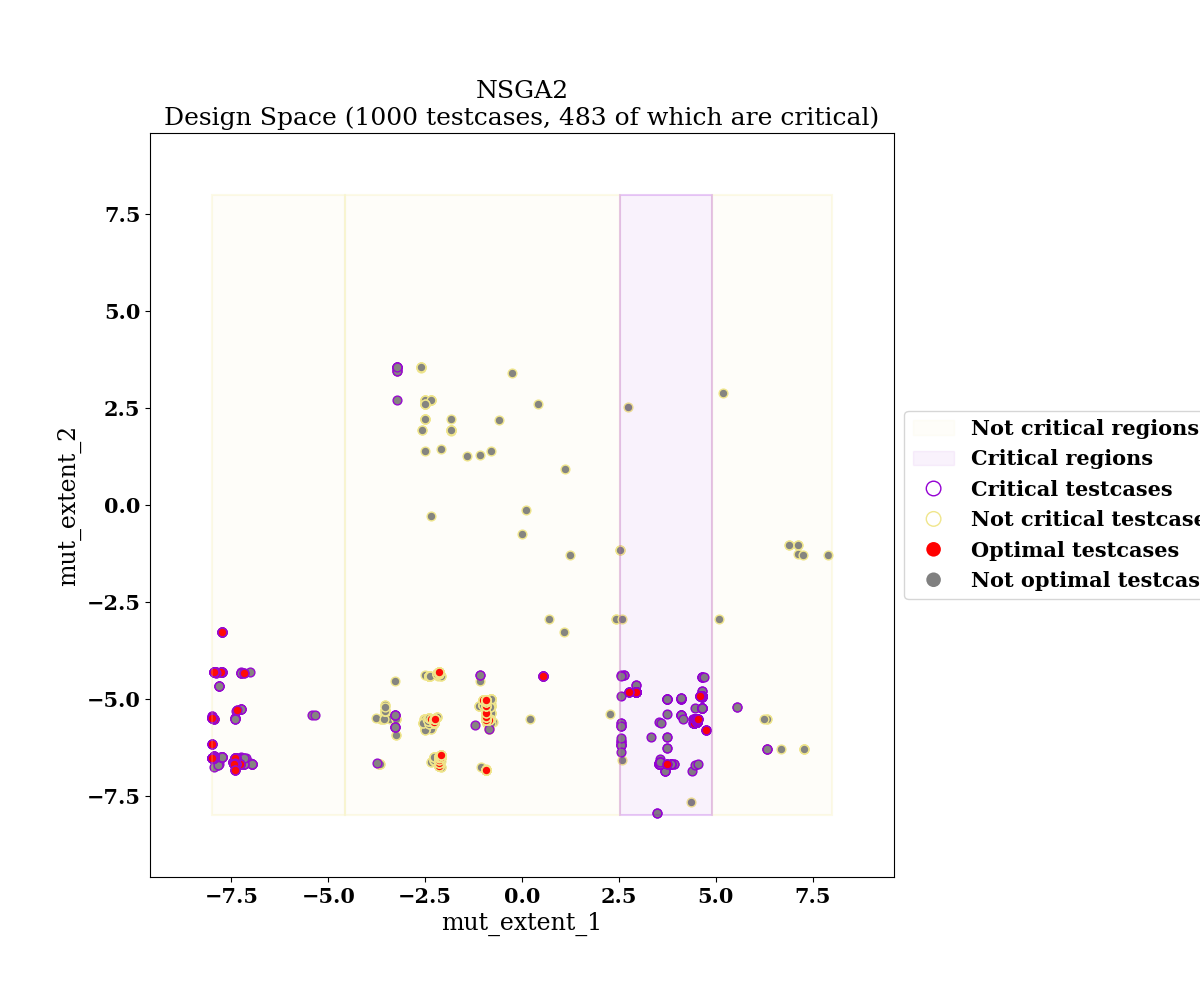 NSGA2
Design Space (1000 testcases, 483 of which are critical)
7.5
5.0
2.5
0.0
−2.5
−5.0
−7.5
mut_extent_2
−7.5 −5.0 −2.5 0.0 2.5 5.0 7.5
mut_extent_1
Not critical regions
Critical regions
Critical testcases
Not critical testcase
Optimal testcases
Not optimal testcas